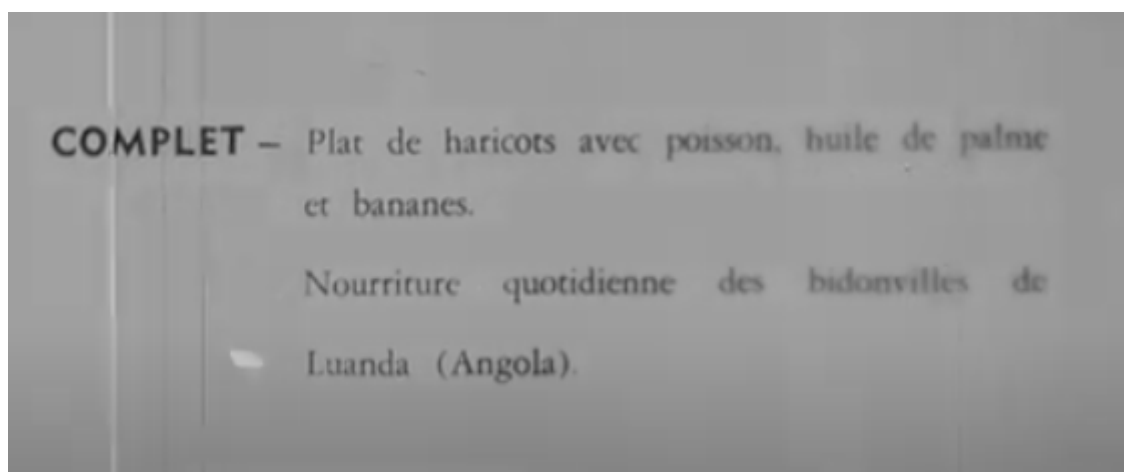 COMPLET – Plat de haricots avec poisson, huile de palme
et bananes.
Nourriture quotidienne des bidonvilles de
Luanda (Angola).